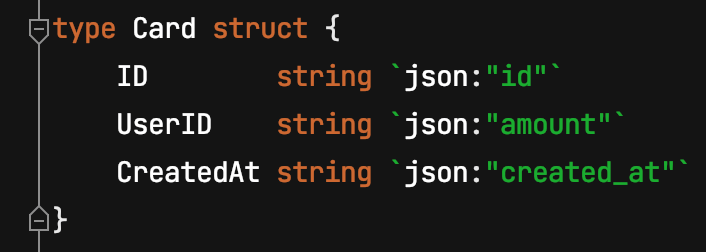 type Card struct {
    ID        string `json:"id"`
    UserID    string `json:"amount"`
    CreatedAt string `json:"created_at"`
}